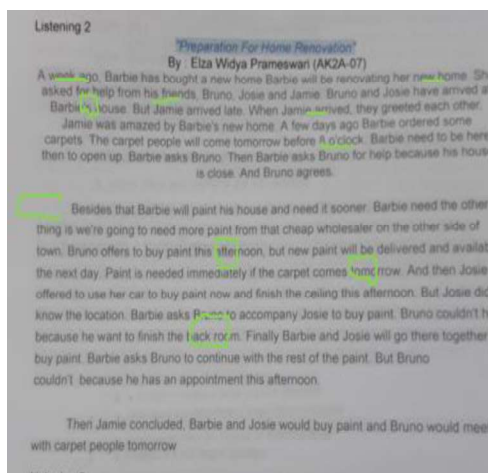 Listening 2
"Preparation For Home Renovation"
By : Elza Widya Prameswari (AK2A-07)
A week ago, Barbie has bought a new home Barbie will be renovating her new home. Sh
asked for help from his friends, Bruno, Josie and Jamie. Bruno and Josie have arrived a
Barbie's house. But Jamie arrived late. When Jamie arrived, they greeted each other.
Jamie was amazed by Barbie's new home. A few days ago Barbie ordered some
carpets. The carpet people will come tomorrow before o'clock. Barbie need to be here
then to open up. Barbie asks Bruno. Then Barbie asks Bruno for help because his hous
is close. And Bruno agrees.
Besides that Barbie will paint his house and need it sooner. Barbie need the other
thing is we're going to need more paint from that cheap wholesaler on the other side of
town. Bruno offers to buy paint this afternoon, but new paint will be delivered and availab
the next day. Paint is needed immediately if the carpet comes tomorrow. And then Josie
offered to use her car to buy paint now and finish the ceiling this afternoon. But Josie did
know the location. Barbie asks Bruno to accompany Josie to buy paint. Bruno couldn't h
because he want to finish the back room. Finally Barbie and Josie will go there together
buy paint. Barbie asks Bruno to continue with the rest of the paint. But Bruno
couldn't because he has an appointment this afternoon.
Then Jamie concluded, Barbie and Josie would buy paint and Bruno would mee
with carpet people tomorrow